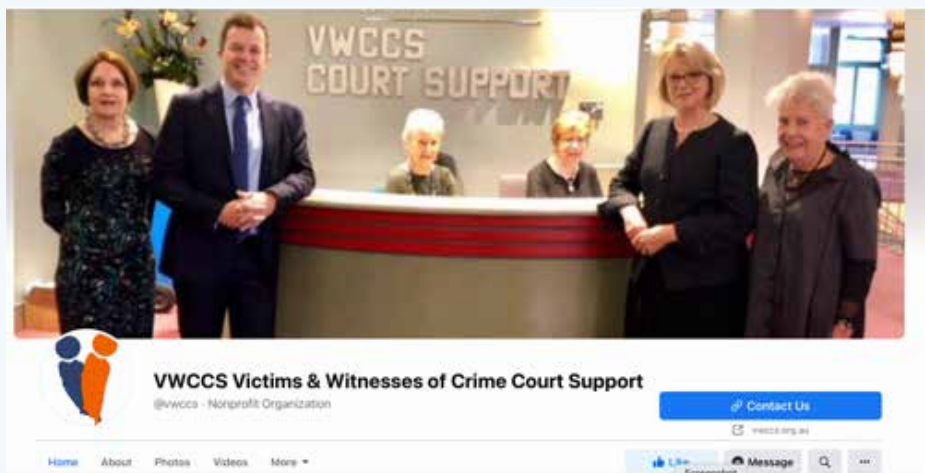 VWCCS
COURT SUPPORT
VWCCS Victims & Witnesses of Crime Court Support
@vwccs · Nonprofit Organization
Contact Us
vwccs.org.au
Home About Photos Videos More
Like Message
Screenshot